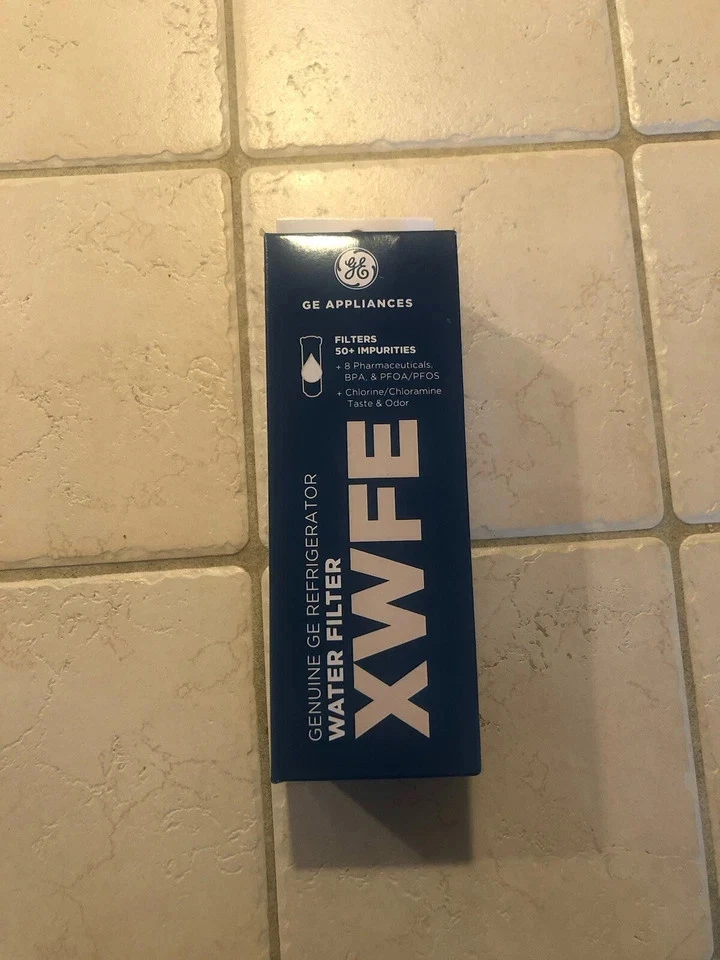 GE
GE APPLIANCES
FILTERS
50+ IMPURITIES
+ 8 Pharmaceuticals,
BPA, & PFOA/PFOS
+ Chlorine/Chloramine
Taste & Odor
GENUINE GE REFRIGERATOR
WATER FILTER
XWFE